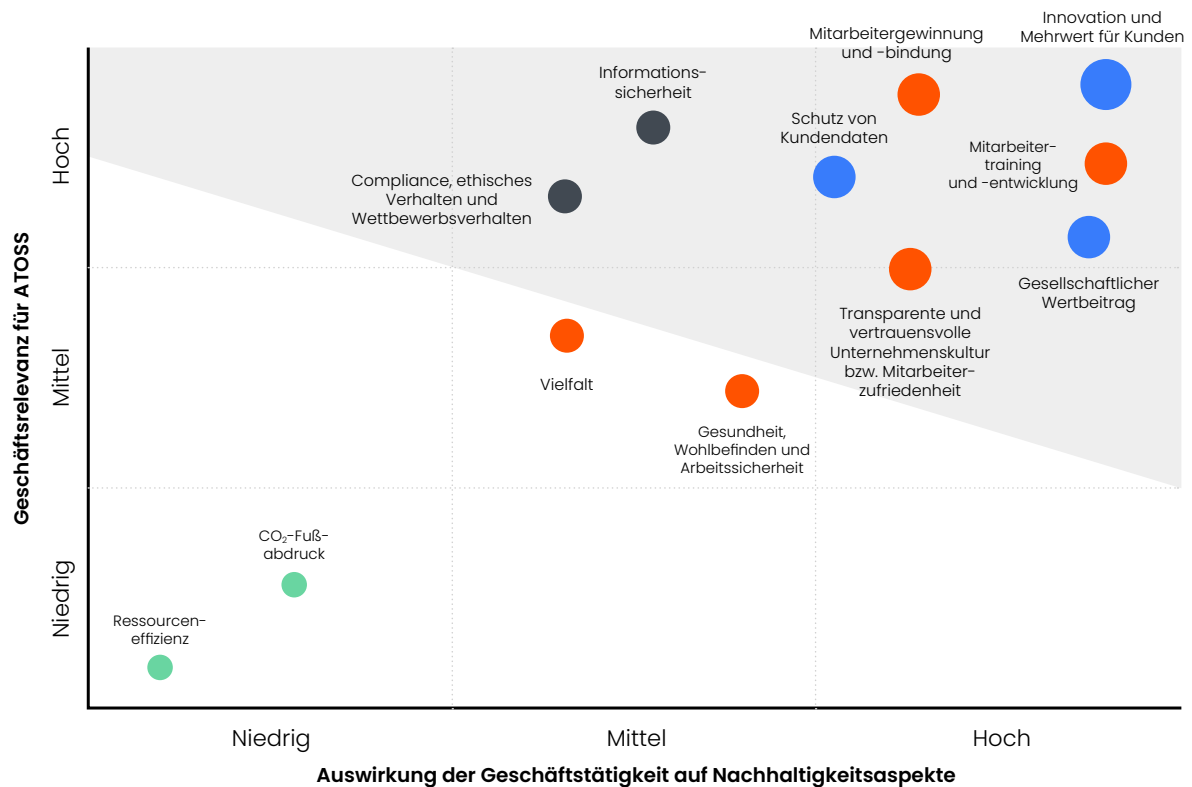 Innovation und
Mehrwert für Kunden
Mitarbeitergewinnung
und -bindung
Informations-
sicherheit
Schutz von
Kundendaten
Mitarbeiter-
training
und -entwicklung
Compliance, ethisches
Verhalten und
Wettbewerbsverhalten
Gesellschaftlicher
Wertbeitrag
Transparente und
vertrauensvolle
Unternehmenskultur
bzw. Mitarbeiter-
zufriedenheit
Vielfalt
Gesundheit,
Wohlbefinden und
Arbeitssicherheit
CO₂-Fuß-
abdruck
Ressourcen-
effizienz
Geschäftsrelevanz für ATOSS
Hoch
Mittel
Niedrig
Niedrig
Mittel
Hoch
Auswirkung der Geschäftstätigkeit auf Nachhaltigkeitsaspekte